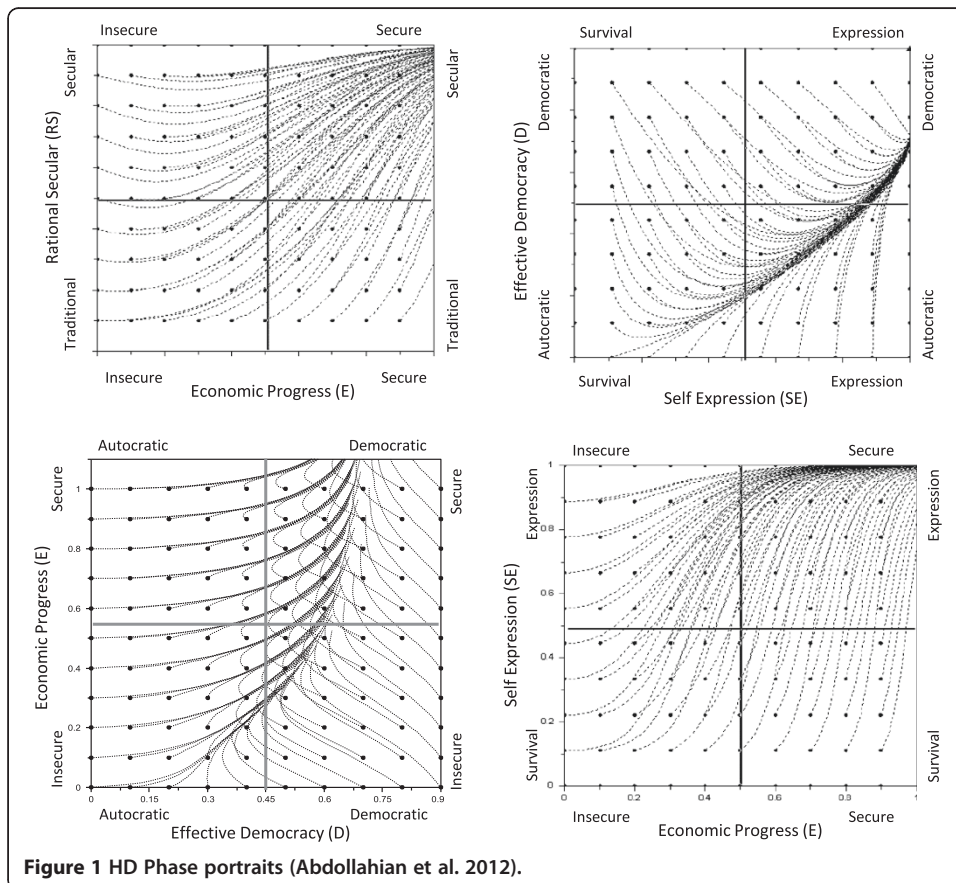 Insecure Secure
Secular Secular
Rational Secular (RS)
Traditional
Insecure Secure
Economic Progress (E)
Survival Expression
Democratic Democratic
Effective Democracy (D)
Autocratic Autocratic
Survival Expression
Self Expression (SE)
Autocratic Democratic
Secure Secure
Economic Progress (E)
Insecure Insecure
1
0.8
0.6
0.4
0.2
0
0 0.15 0.3 0.45 0.6 0.75 0.9
Autocratic Democratic
Effective Democracy (D)
Insecure Secure
Expression Expression
Self Expression (SE)
Survival Survival
1
0.8
0.6
0.4
0.2
0
0 0.2 0.4 0.6 0.8 1
Insecure Secure
Economic Progress (E)
Figure 1 HD Phase portraits (Abdollahian et al. 2012).